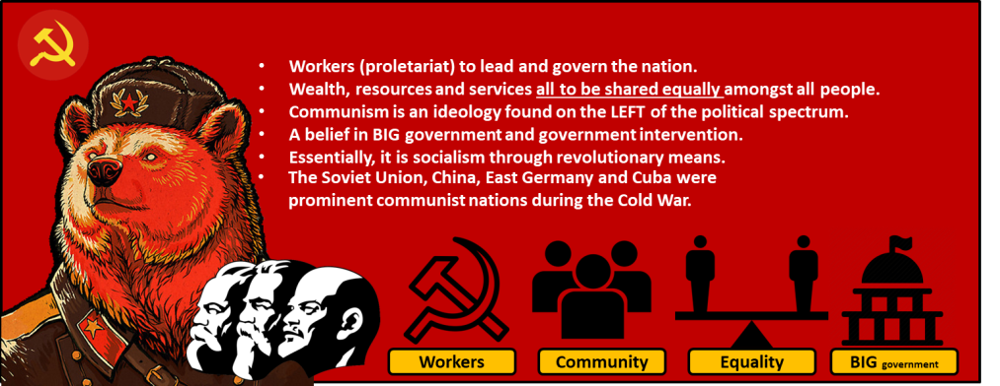 • Workers (proletariat) to lead and govern the nation.
• Wealth, resources and services all to be shared equally amongst all people.
• Communism is an ideology found on the LEFT of the political spectrum.
• A belief in BIG government and government intervention.
• Essentially, it is socialism through revolutionary means.
• The Soviet Union, China, East Germany and Cuba were
prominent communist nations during the Cold War.
Workers
Community
Equality
BIG government